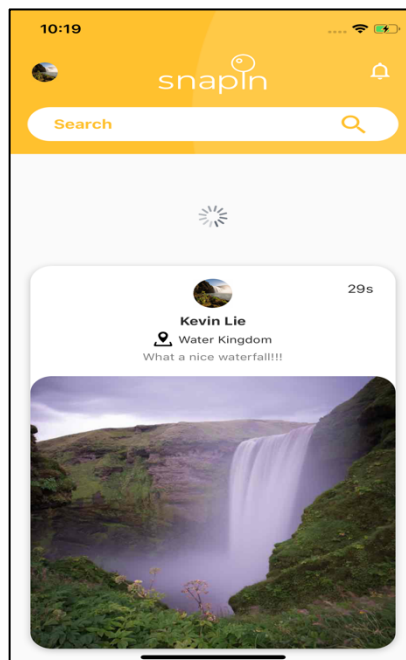 10:19
snapin
Search
29s
Kevin Lie
Water Kingdom
What a nice waterfall!!!